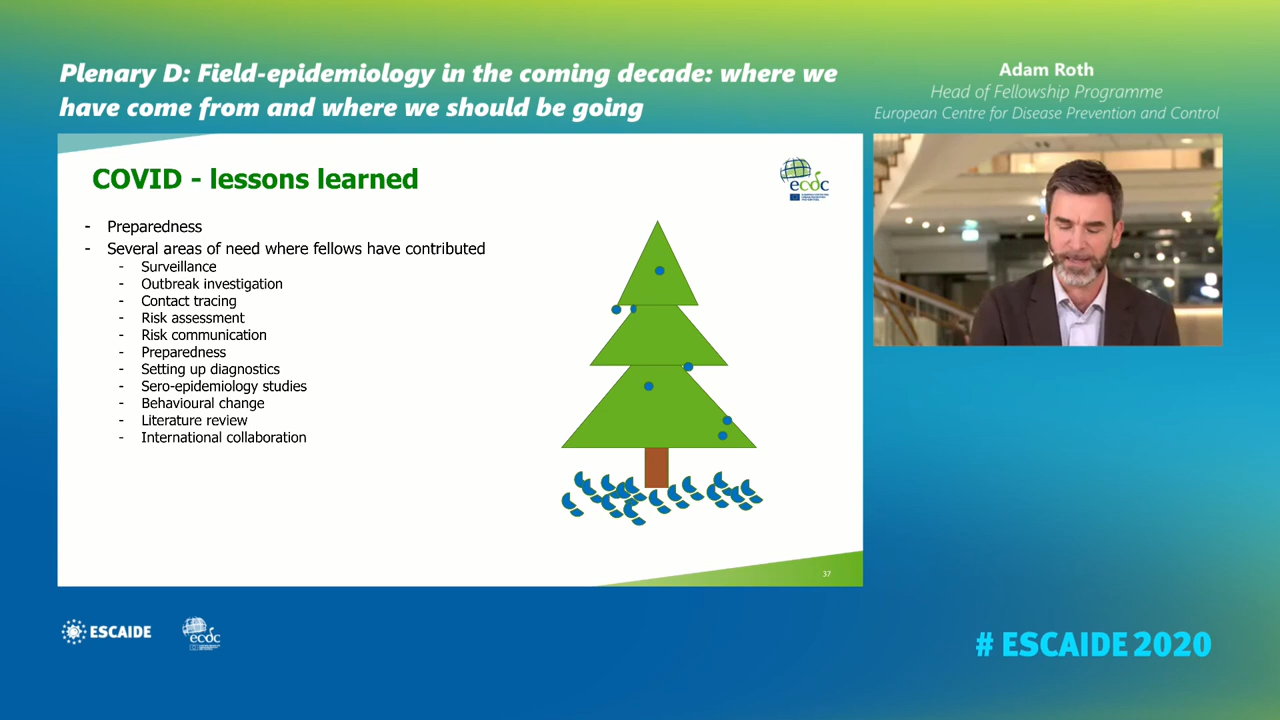 Plenary D: Field-epidemiology in the coming decade: where we
have come from and where we should be going
Adam Roth
Head of Fellowship Programme
European Centre for Disease Prevention and Control
COVID - lessons learned
ecdc
- Preparedness
- Several areas of need where fellows have contributed
- Surveillance
- Outbreak investigation
- Contact tracing
- Risk assessment
- Risk communication
- Preparedness
- Setting up diagnostics
- Sero-epidemiology studies
- Behavioural change
- Literature review
- International collaboration
37
ESCAIDE
ecdc
# ESCAIDE 2020